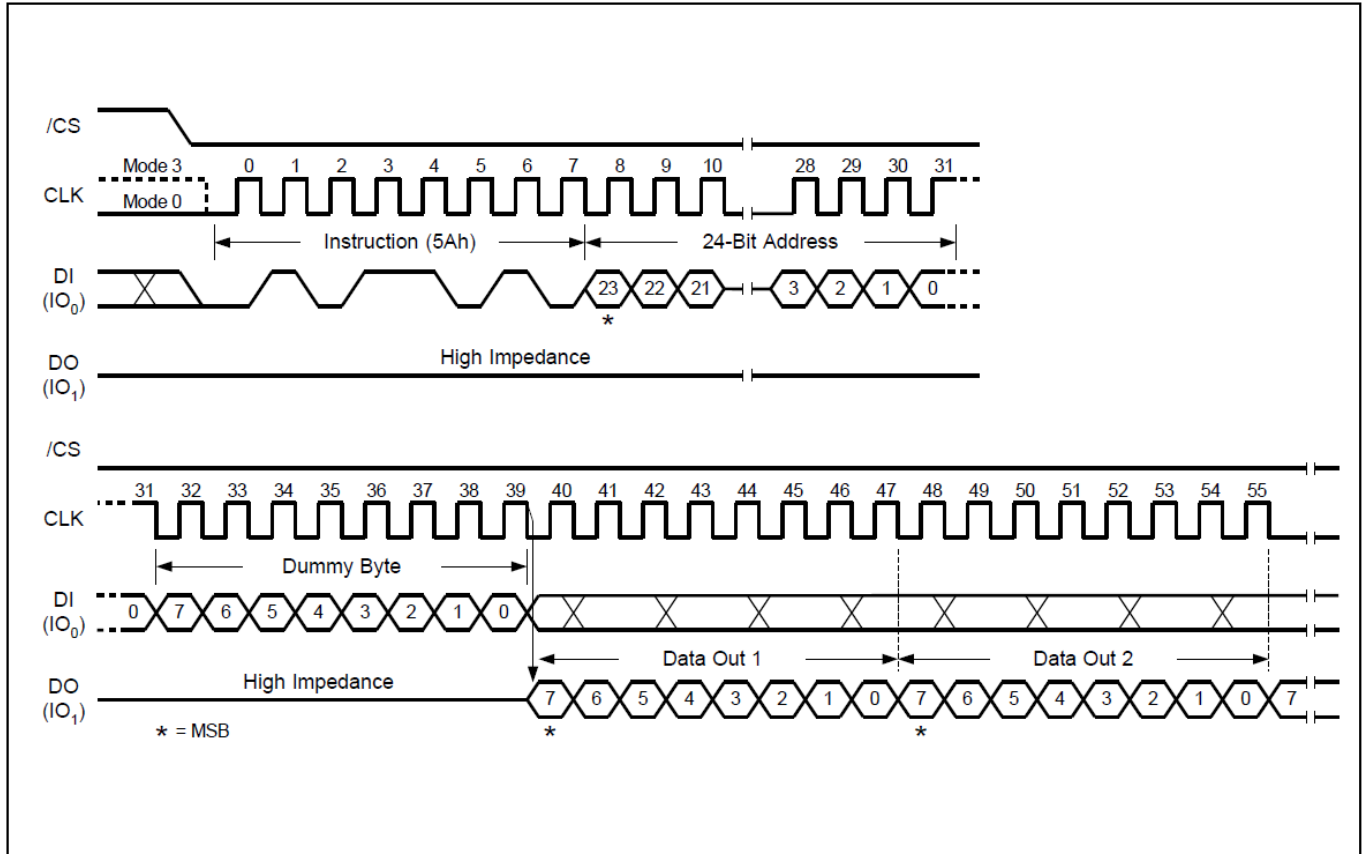 /CS
Mode 3 0 1 2 3 4 5 6 7 8 9 10 28 29 30 31
CLK
Mode 0
Instruction (5Ah) 24-Bit Address
DI
(IO0)
23 22 21 3 2 1 0
*
High Impedance
DO
(IO1)
/CS
31 32 33 34 35 36 37 38 39 40 41 42 43 44 45 46 47 48 49 50 51 52 53 54 55
CLK
Dummy Byte
DI
(IO0)
0 7 6 5 4 3 2 1 0
Data Out 1 Data Out 2
High Impedance
DO
(IO1)
7 6 5 4 3 2 1 0 7 6 5 4 3 2 1 0 7
* = MSB * *